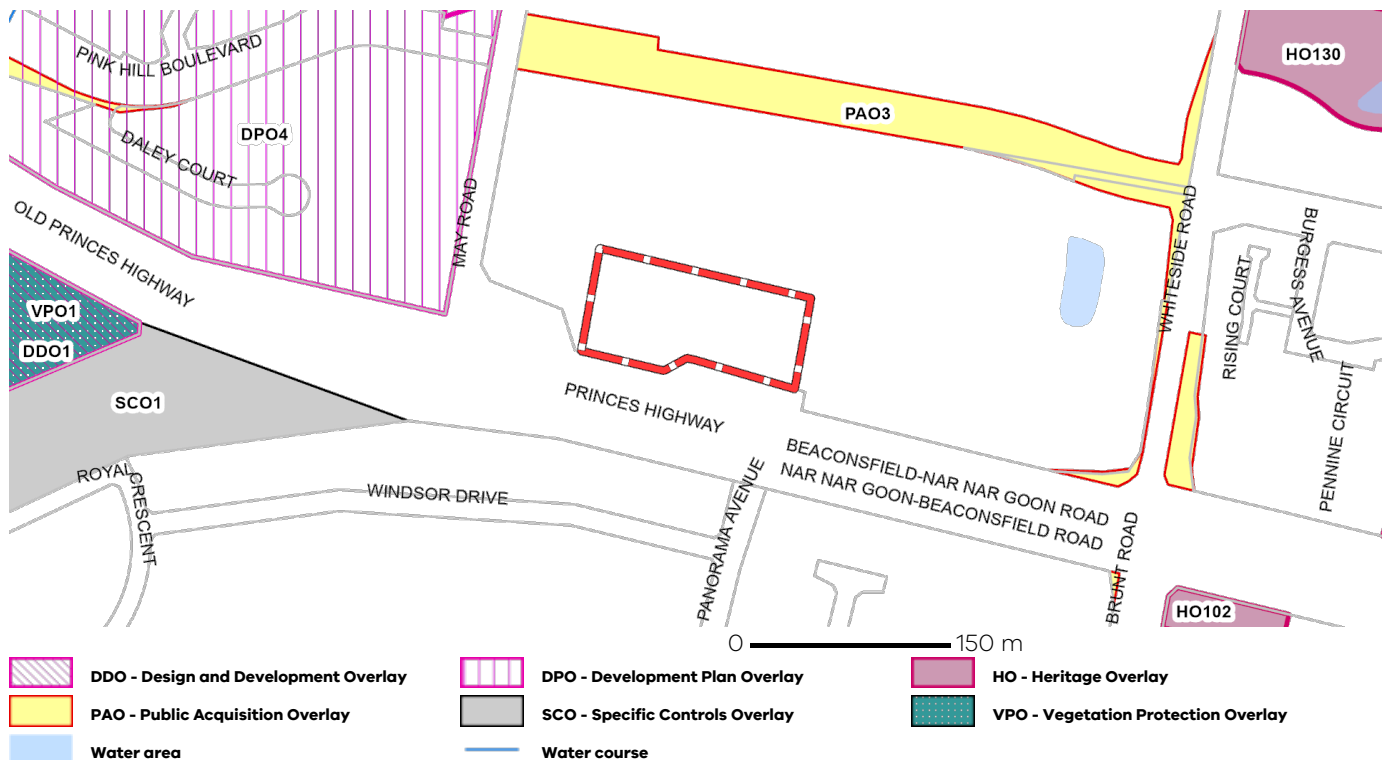 PINK HILL BOULEVARD
HO130
PAO3
DPO4
DALEY COURT
MAY ROAD
OLD PRINCES HIGHWAY
WHITESIDE ROAD
BURGESS AVENUE
RISING COURT
VPO1
DDO1
SCO1
PRINCES HIGHWAY
PENNINE CIRCUIT
BEACONSFIELD-NAR NAR GOON ROAD
NAR NAR GOON-BEACONSFIELD ROAD
ROYAL CRESCENT
WINDSOR DRIVE
PANORAMA AVENUE
BRUNT ROAD
HO102
0 150 m
DDO - Design and Development Overlay
DPO - Development Plan Overlay
HO - Heritage Overlay
PAO - Public Acquisition Overlay
SCO - Specific Controls Overlay
VPO - Vegetation Protection Overlay
Water area
Water course